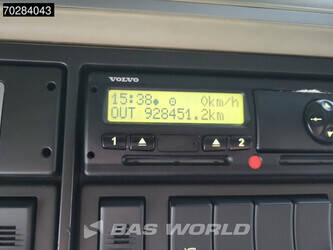 70284043
VOLVO
15:38 0km/h
OUT 928451.2km
1 2
BAS WORLD